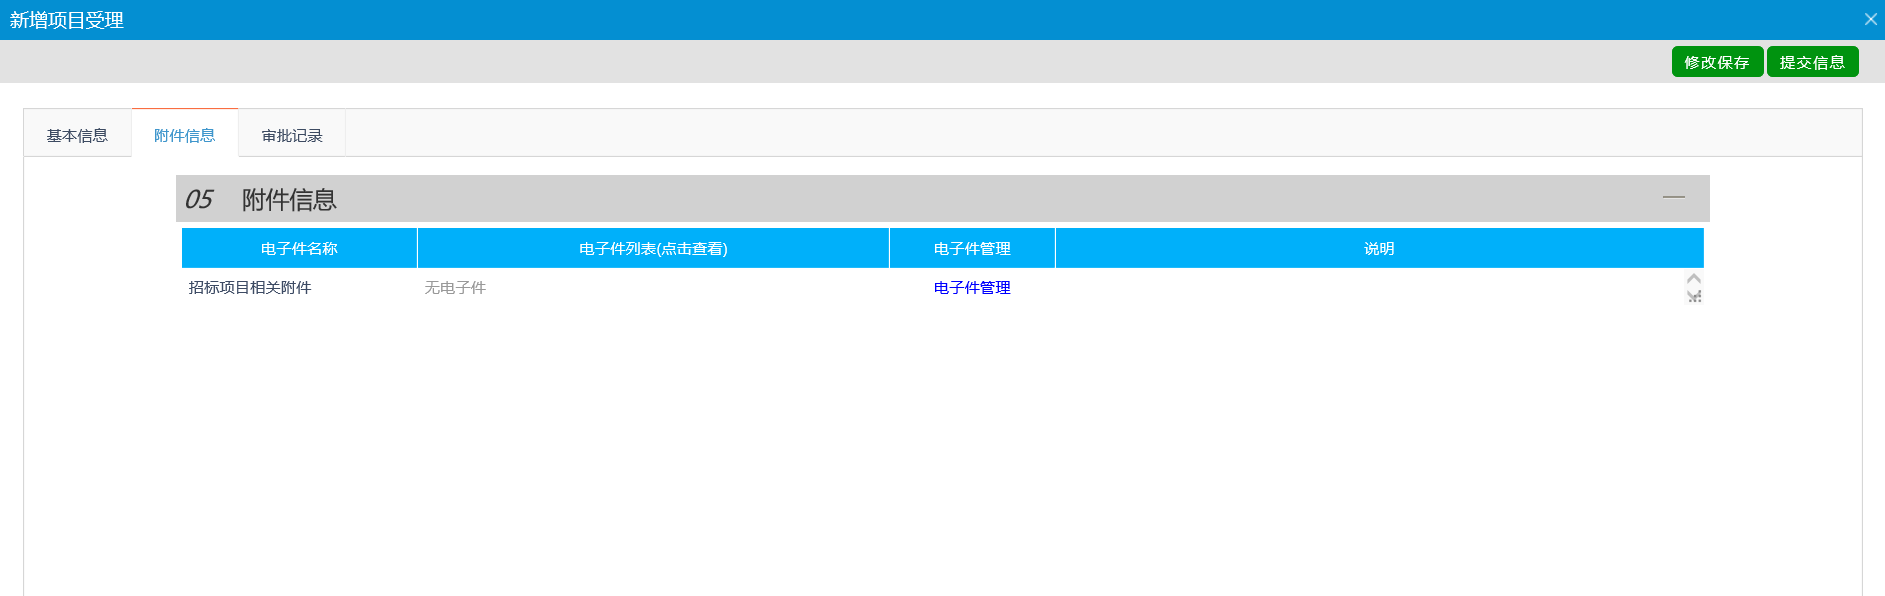 新增项目受理
修改保存 提交信息
基本信息 附件信息 审批记录
05 附件信息
电子件名称 电子件列表(点击查看) 电子件管理 说明
招标项目相关附件 无电子件 电子件管理